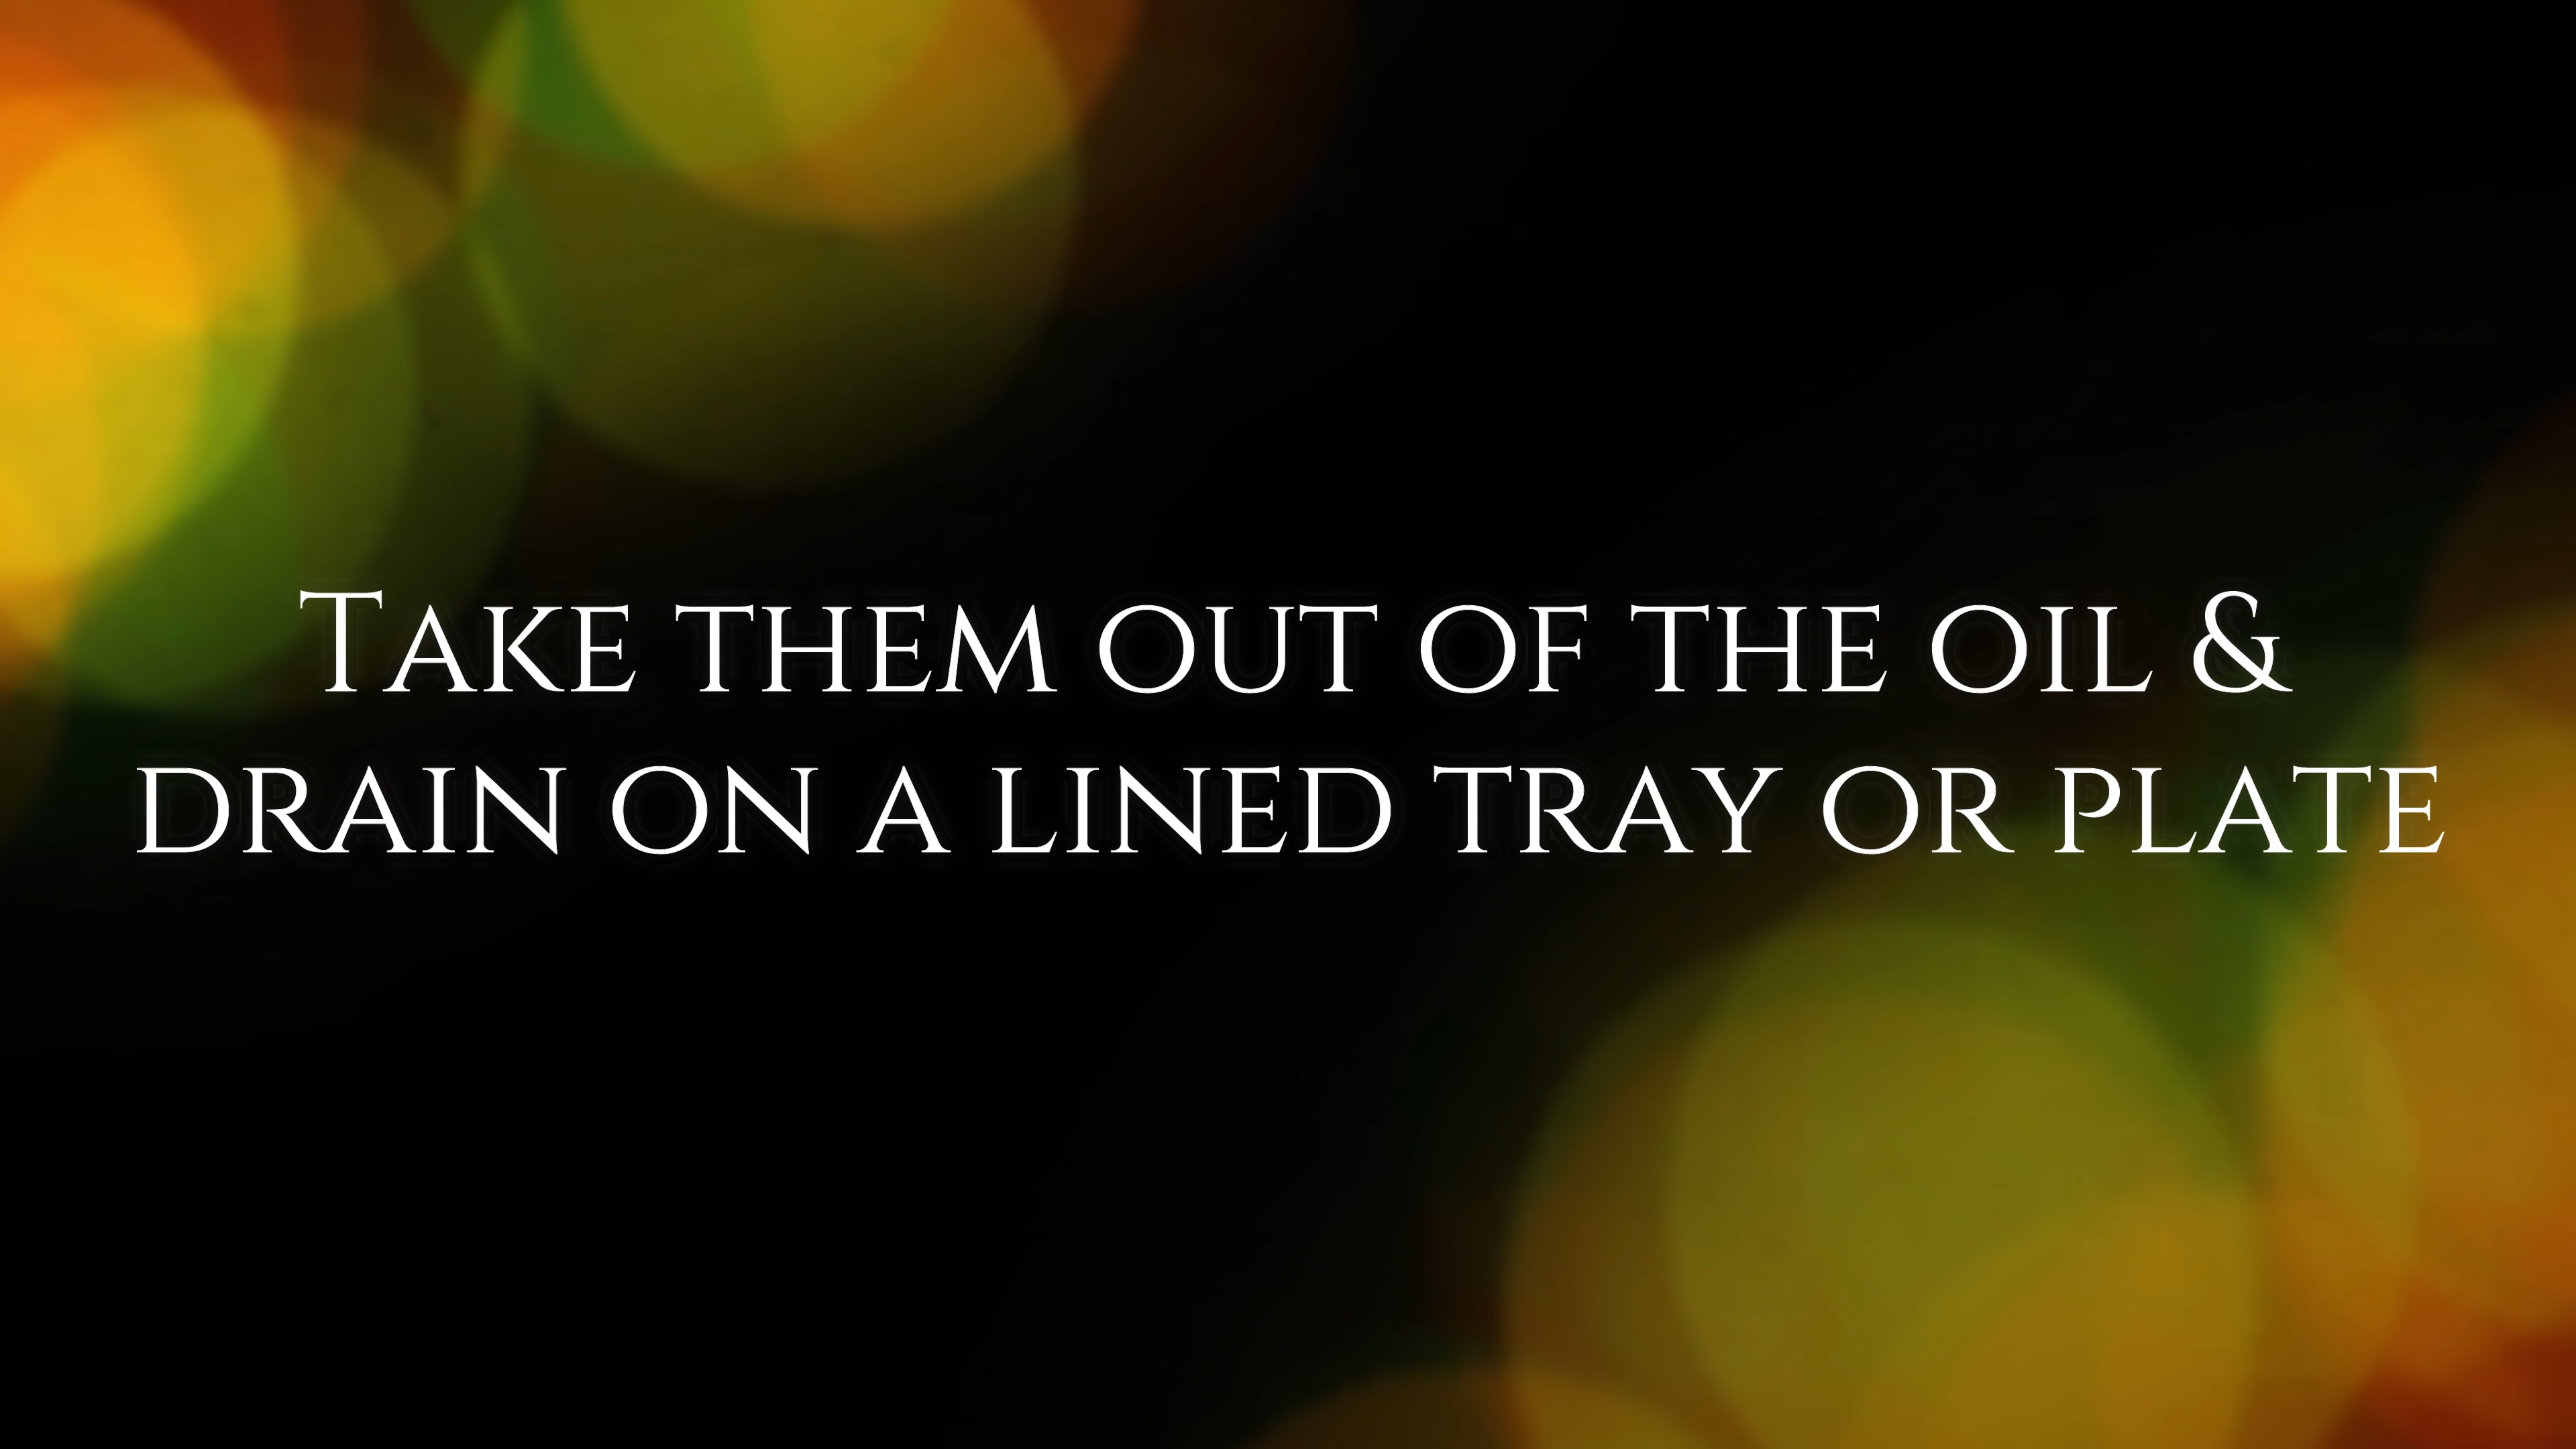 Take them out of the oil &
drain on a lined tray or plate